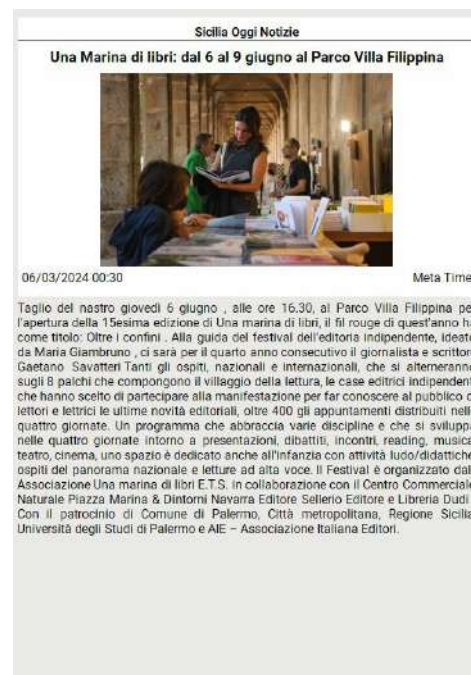 Sicilia Oggi Notizie
Una Marina di libri: dal 6 al 9 giugno al Parco Villa Filippina
06/03/2024 00:30 Meta Time
Taglio del nastro giovedì 6 giugno , alle ore 16.30, al Parco Villa Filippina pe
l'apertura della 15esima edizione di Una marina di libri, il fil rouge di quest'anno h
come titolo: Oltre i confini . Alla guida del festival dell'editoria indipendente, ideat
da Maria Giambruno , ci sarà per il quarto anno consecutivo il giornalista e scrittor
Gaetano Savatteri Tanti gli ospiti, nazionali e internazionali, che si alterneranno
sugli 8 palchi che compongono il villaggio della lettura, le case editrici indipendent
che hanno scelto di partecipare alla manifestazione per far conoscere al pubblico d
lettori e lettrici le ultime novità editoriali, oltre 400 gli appuntamenti distribuiti nell
quattro giornate. Un programma che abbraccia varie discipline e che si svilupp
nelle quattro giornate intorno a presentazioni, dibattiti, incontri, reading, musica
teatro, cinema, uno spazio è dedicato anche all'infanzia con attività ludo/didattiche
ospiti del panorama nazionale e letture ad alta voce. Il Festival è organizzato dall
Associazione Una marina di libri E.T.S. in collaborazione con il Centro Commerciale
Naturale Piazza Marina & Dintorni Navarra Editore Sellerio Editore e Libreria Dudi
Con il patrocinio di Comune di Palermo, Città metropolitana, Regione Sicilia
Università degli Studi di Palermo e AIE – Associazione Italiana Editori.